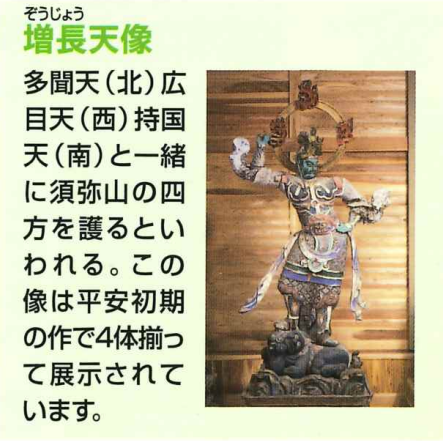 ぞうじょう
増長天像
多聞天（北）広
目天（西）持国
天（南）と一緒
に須弥山の四
方を護るとい
われる。この
像は平安初期
の作で4体揃っ
て展示されて
います。